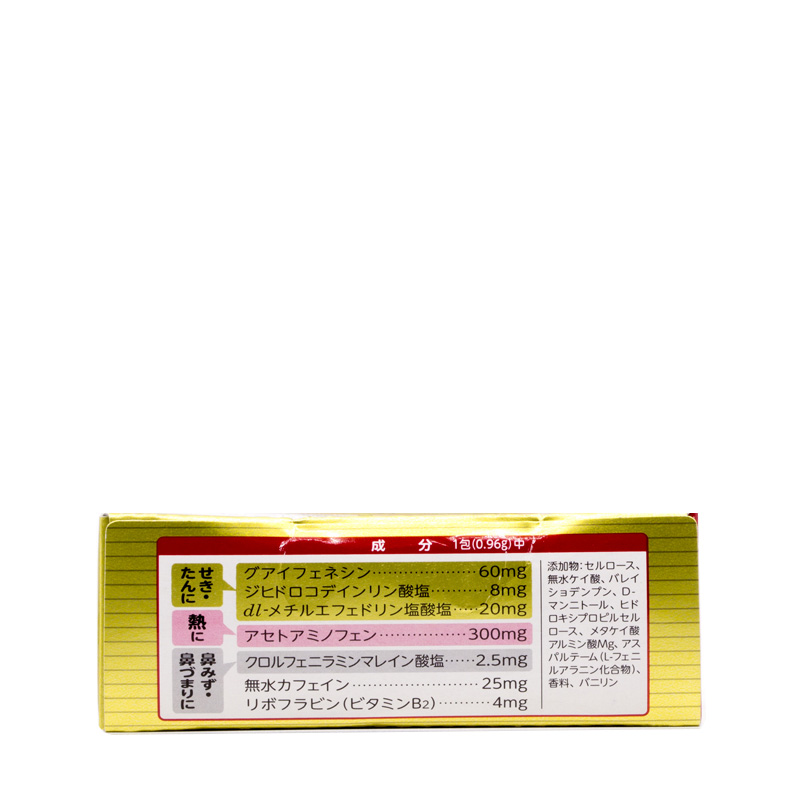 成 分 1包(0.96g)中
せき・
たんに
グアイフェネシン…………………60mg
ジヒドロコデインリン酸塩………8mg
dl-メチルエフェドリン塩酸塩……20mg
熱に
アセトアミノフェン………………300mg
鼻みず・
鼻づまりに
クロルフェニラミンマレイン酸塩……2.5mg
無水カフェイン……………………25mg
リボフラビン(ビタミンB2)…………4mg
添加物:セルロース、
無水ケイ酸、バレイ
ショデンプン、D-
マンニトール、ヒド
ロキシプロピルセル
ロース、メタケイ酸
アルミン酸Mg、アス
パルテーム(L-フェニ
ルアラニン化合物)、
香料、バニリン